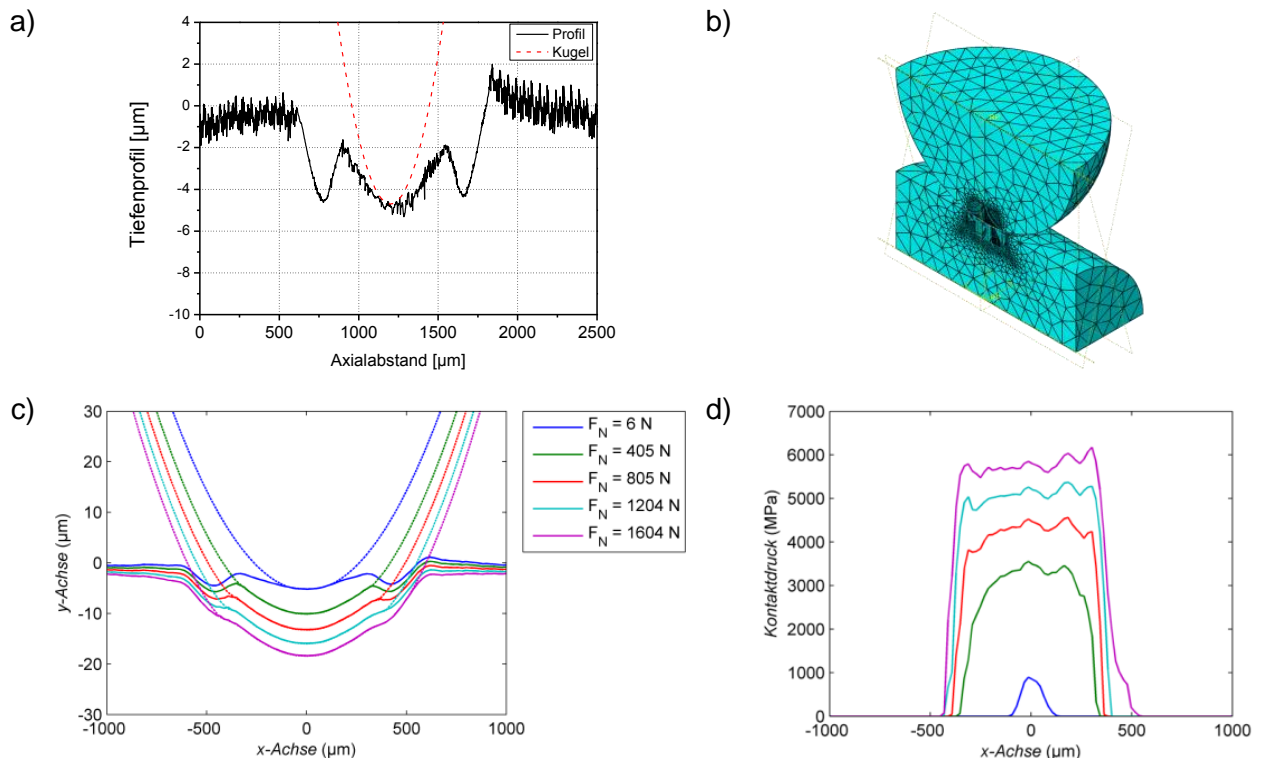 a)
4
2
0
-2
-4
-6
-8
-10
Tiefenprofil [µm]
Profil
Kugel
0 500 1000 1500 2000 2500
Axialabstand [µm]
b)
c)
30
20
10
0
-10
-20
-30
y-Achse (µm)
-1000 -500 0 500 1000
x-Achse (µm)
F_N = 6 N
F_N = 405 N
F_N = 805 N
F_N = 1204 N
F_N = 1604 N
d)
7000
6000
5000
4000
3000
2000
1000
0
Kontaktdruck (MPa)
-1000 -500 0 500 1000
x-Achse (µm)